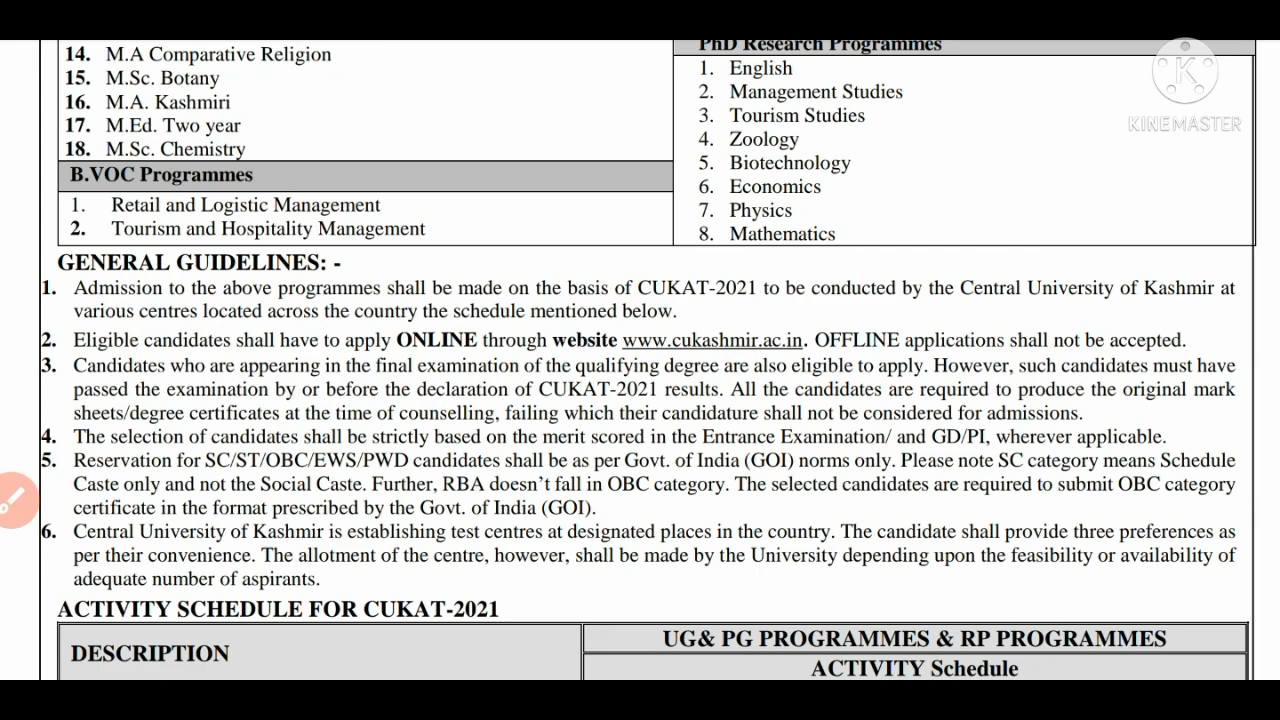 14. M.A Comparative Religion
15. M.Sc. Botany
16. M.A. Kashmiri
17. M.Ed. Two year
18. M.Sc. Chemistry
B.VOC Programmes
1. Retail and Logistic Management
2. Tourism and Hospitality Management
PhD Research Programmes
1. English
2. Management Studies
3. Tourism Studies
4. Zoology
5. Biotechnology
6. Economics
7. Physics
8. Mathematics
KINEMASTER
GENERAL GUIDELINES: -
1. Admission to the above programmes shall be made on the basis of CUKAT-2021 to be conducted by the Central University of Kashmir at
various centres located across the country the schedule mentioned below.
2. Eligible candidates shall have to apply ONLINE through website www.cukashmir.ac.in. OFFLINE applications shall not be accepted.
3. Candidates who are appearing in the final examination of the qualifying degree are also eligible to apply. However, such candidates must have
passed the examination by or before the declaration of CUKAT-2021 results. All the candidates are required to produce the original mark
sheets/degree certificates at the time of counselling, failing which their candidature shall not be considered for admissions.
4. The selection of candidates shall be strictly based on the merit scored in the Entrance Examination/ and GD/PI, wherever applicable.
5. Reservation for SC/ST/OBC/EWS/PWD candidates shall be as per Govt. of India (GOI) norms only. Please note SC category means Schedule
Caste only and not the Social Caste. Further, RBA doesn't fall in OBC category. The selected candidates are required to submit OBC category
certificate in the format prescribed by the Govt. of India (GOI).
6. Central University of Kashmir is establishing test centres at designated places in the country. The candidate shall provide three preferences as
per their convenience. The allotment of the centre, however, shall be made by the University depending upon the feasibility or availability of
adequate number of aspirants.
ACTIVITY SCHEDULE FOR CUKAT-2021
DESCRIPTION
UG& PG PROGRAMMES & RP PROGRAMMES
ACTIVITY Schedule